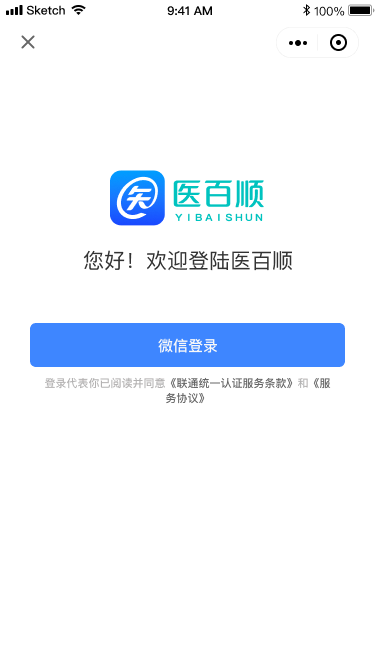 Sketch 9:41 AM 100%
医 医百顺
YIBAISHUN
您好！欢迎登陆医百顺
微信登录
登录代表你已阅读并同意《联通统一认证服务条款》和《服
务协议》